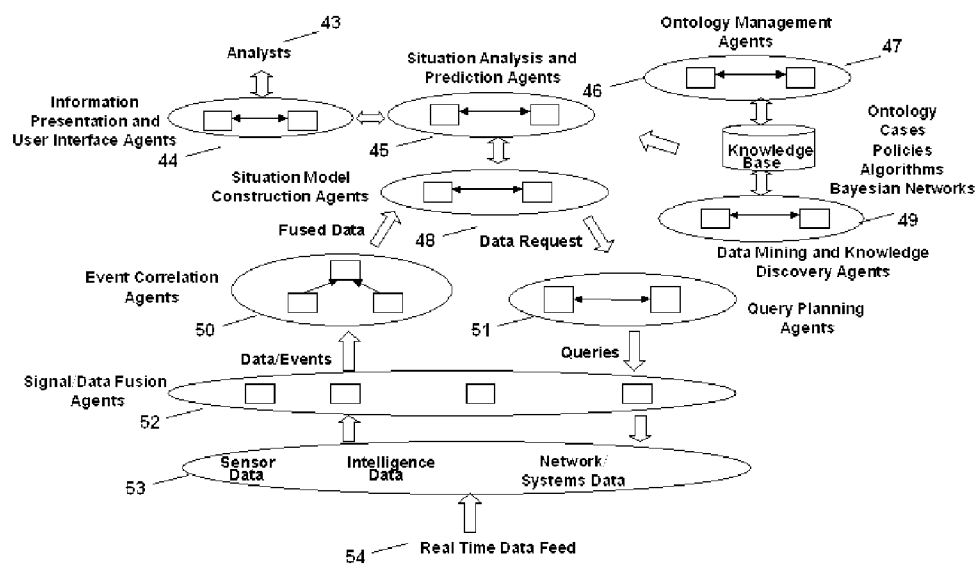 43
Analysts
Situation Analysis and
Prediction Agents
Ontology Management
Agents
47
46
Information
Presentation and
User Interface Agents
44
45
Knowledge
Base
Ontology
Cases
Policies
Algorithms
Bayesian Networks
Situation Model
Construction Agents
48
49
Fused Data
Data Request
Data Mining and Knowledge
Discovery Agents
Event Correlation
Agents
50
51
Query Planning
Agents
Data/Events
Queries
Signal/Data Fusion
Agents
52
Sensor
Data
Intelligence
Data
Network/
Systems Data
53
54
Real Time Data Feed